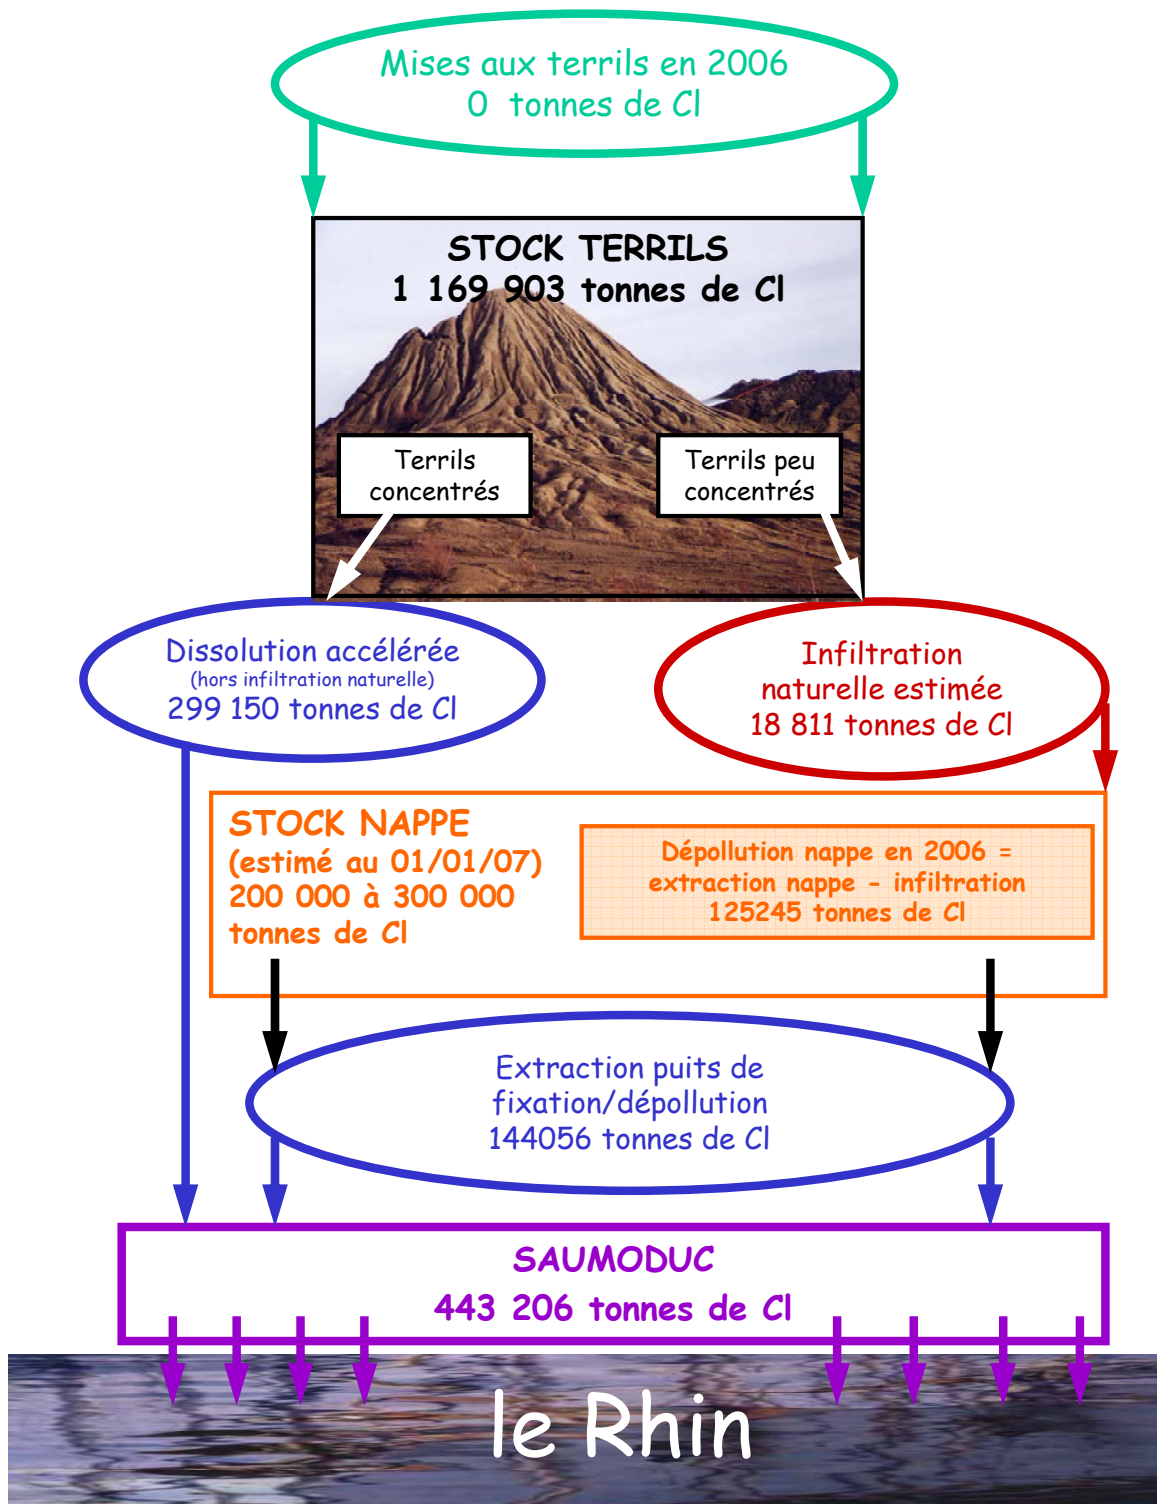 Mises aux terrils en 2006
0 tonnes de Cl
STOCK TERRILS
1 169 903 tonnes de Cl
Terrils
concentrés
Terrils peu
concentrés
Dissolution accélérée
(hors infiltration naturelle)
299 150 tonnes de Cl
Infiltration
naturelle estimée
18 811 tonnes de Cl
STOCK NAPPE
(estimé au 01/01/07)
200 000 à 300 000
tonnes de Cl
Dépollution nappe en 2006 =
extraction nappe - infiltration
125245 tonnes de Cl
Extraction puits de
fixation/dépollution
144056 tonnes de Cl
SAUMODUC
443 206 tonnes de Cl
le Rhin